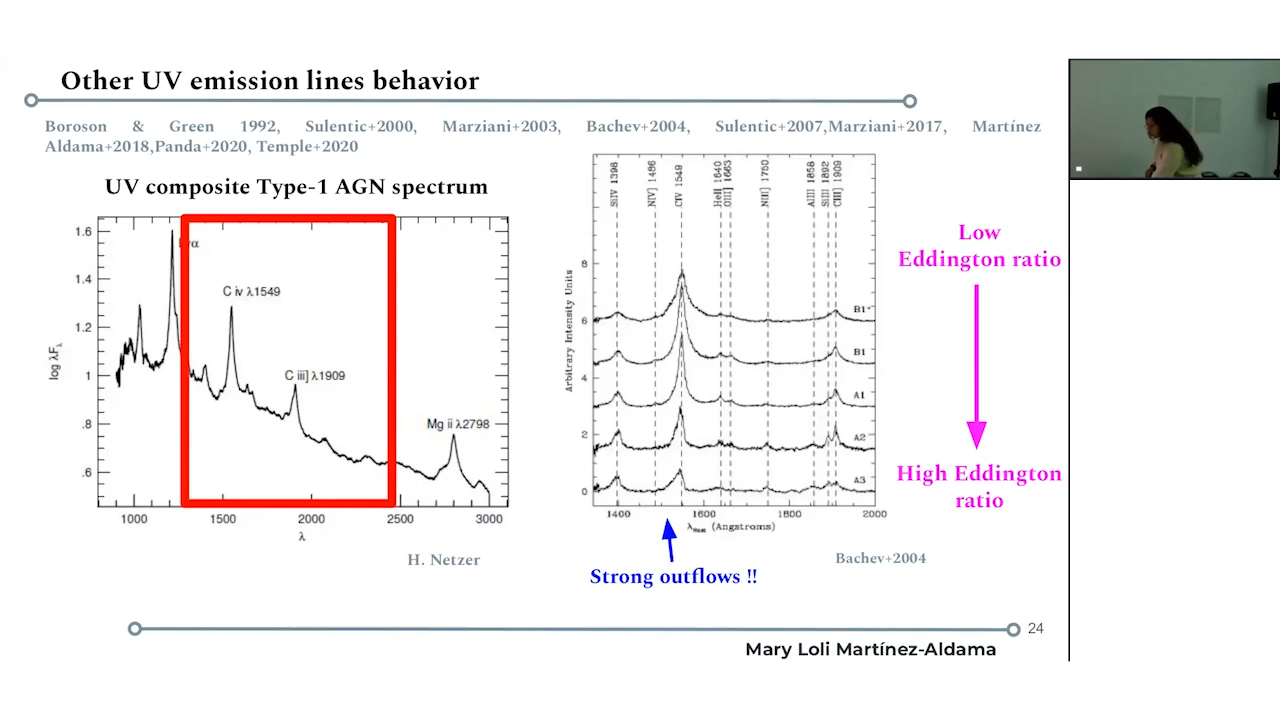 Other UV emission lines behavior
Boroson & Green 1992, Sulentic+2000, Marziani+2003, Bachev+2004, Sulentic+2007,Marziani+2017, Martínez
Aldama+2018,Panda+2020, Temple+2020
UV composite Type-1 AGN spectrum
1.6
1.4
1.2
1
.8
.6
log λFλ
C iv λ1549
C iii] λ1909
Mg ii λ2798
1000 1500 2000 2500 3000
λ
H. Netzer
SiIV 1398
NIV] 1486
CIV 1549
HeII 1640
OIII] 1663
NIII] 1750
AlIII 1858
SiIII 1892
CIII] 1909
8
6
4
2
0
Arbitrary Intensity Units
B1+
B1
A1
A2
A3
1400 1600 1800 2000
λRest (Angstroms)
Bachev+2004
Strong outflows !!
Low
Eddington ratio
High Eddington
ratio
24
Mary Loli Martínez-Aldama